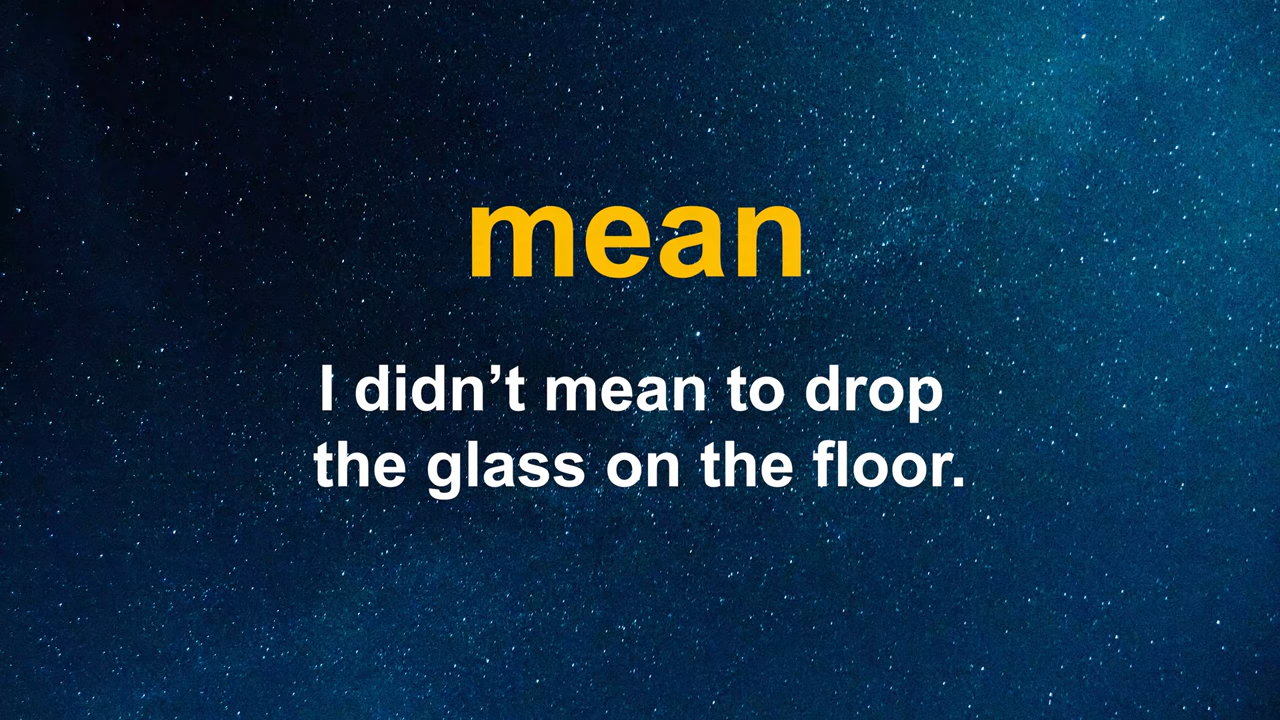 mean
I didn’t mean to drop
the glass on the floor.